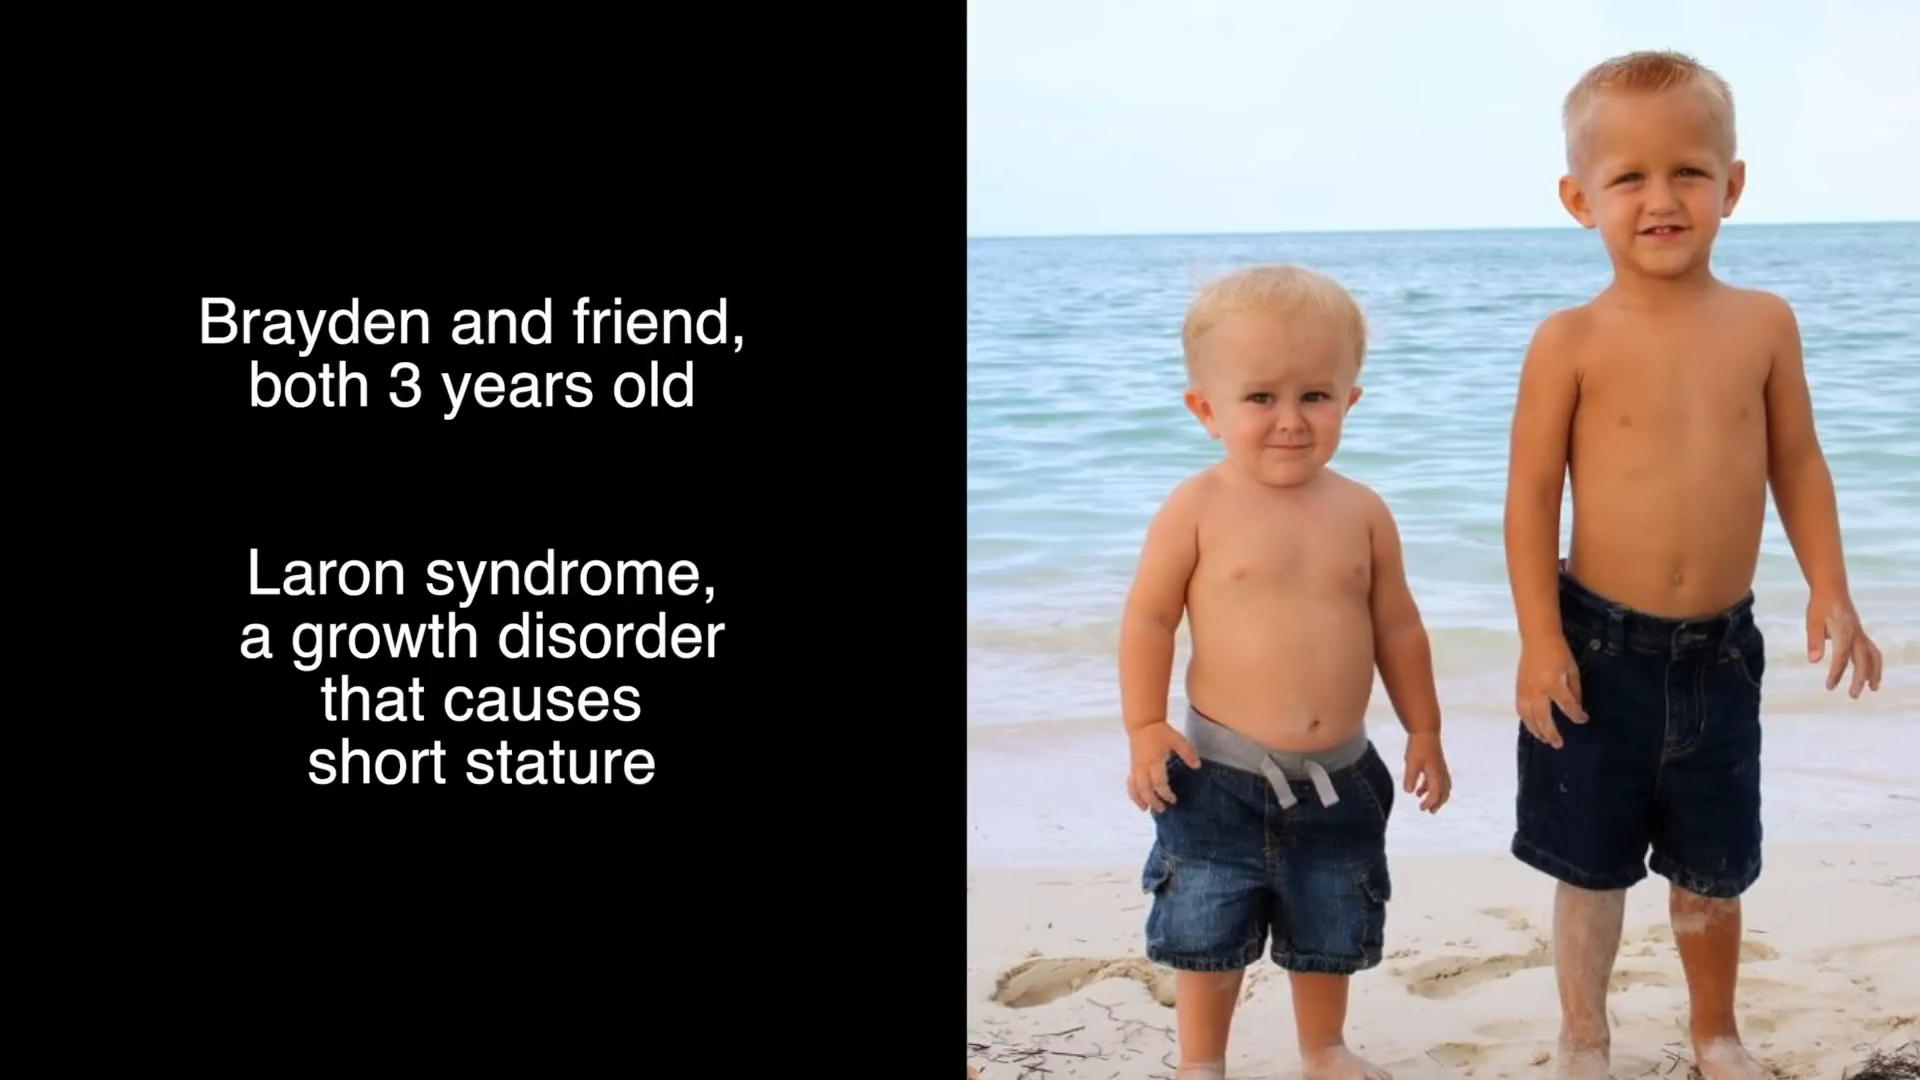 Brayden and friend,
both 3 years old
Laron syndrome,
a growth disorder
that causes
short stature